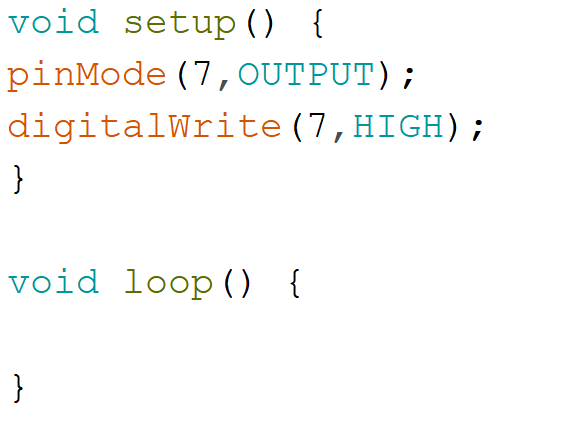 void setup() {
pinMode(7,OUTPUT);
digitalWrite(7,HIGH);
}
void loop() {
}